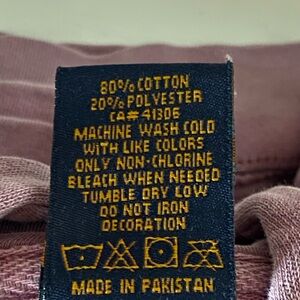 80% COTTON
20% POLYESTER
CA# 41306
MACHINE WASH COLD
WITH LIKE COLORS
ONLY NON-CHLORINE
BLEACH WHEN NEEDED
TUMBLE DRY LOW
DO NOT IRON
DECORATION
MADE IN PAKISTAN